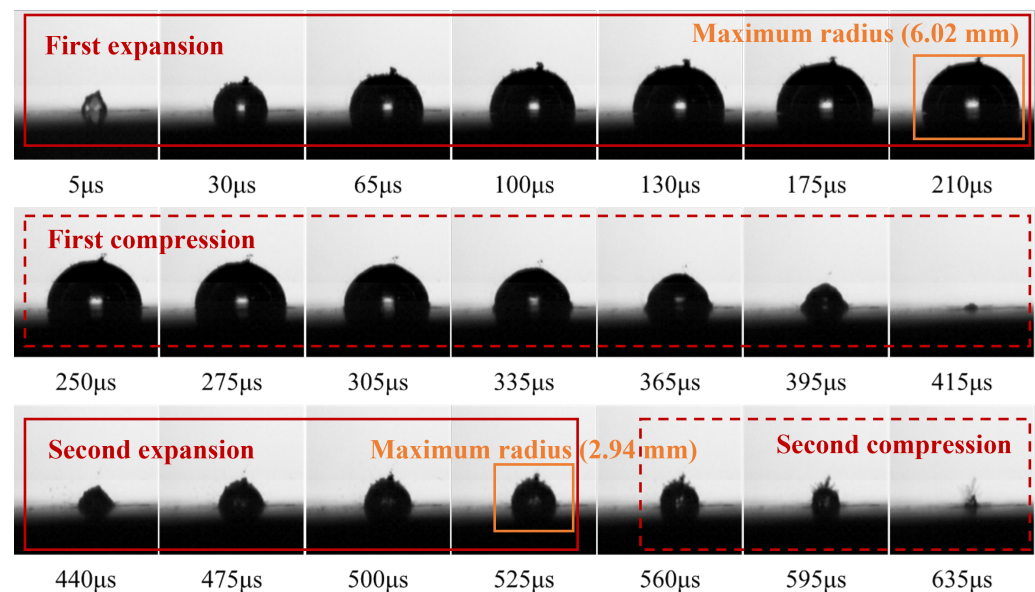 First expansion
Maximum radius (6.02 mm)
5μs 30μs 65μs 100μs 130μs 175μs 210μs
First compression
250μs 275μs 305μs 335μs 365μs 395μs 415μs
Second expansion
Maximum radius (2.94 mm)
Second compression
440μs 475μs 500μs 525μs 560μs 595μs 635μs